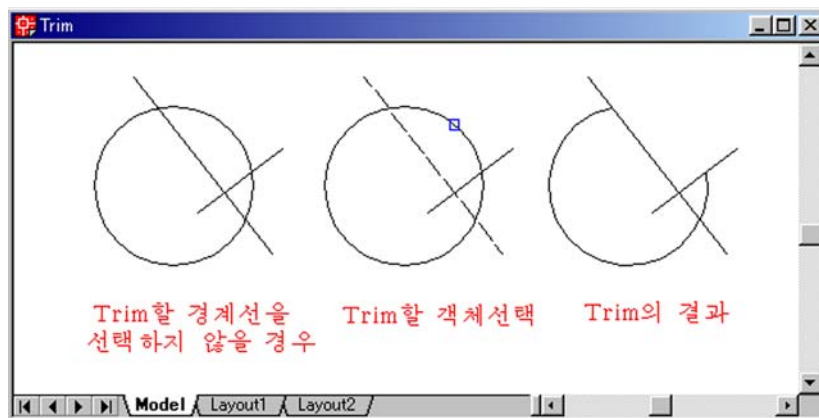 Trim
Trim할 경계선을
선택하지 않을 경우
Trim할 객체선택
Trim의 결과
Model Layout1 Layout2